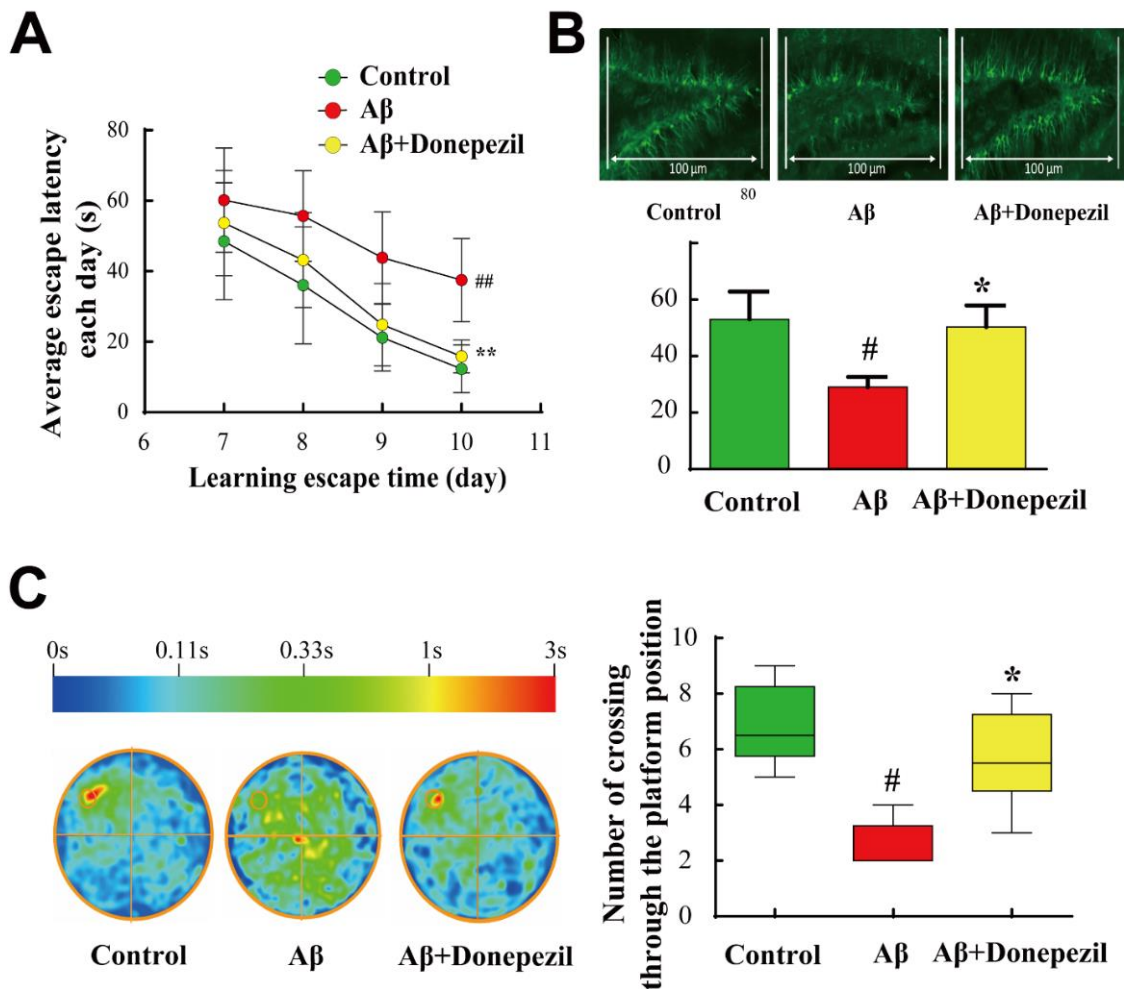 A
Control
Aβ
Aβ+Donepezil
Average escape latency
each day (s)
80
60
40
20
0
6
7
8
9
10
11
##
**
Learning escape time (day)
B
100 μm
100 μm
100 μm
Control
Aβ
Aβ+Donepezil
80
60
40
20
0
#
*
Control
Aβ
Aβ+Donepezil
C
0s
0.11s
0.33s
1s
3s
Control
Aβ
Aβ+Donepezil
Number of crossing
through the platform position
10
8
6
4
2
0
#
*
Control
Aβ
Aβ+Donepezil